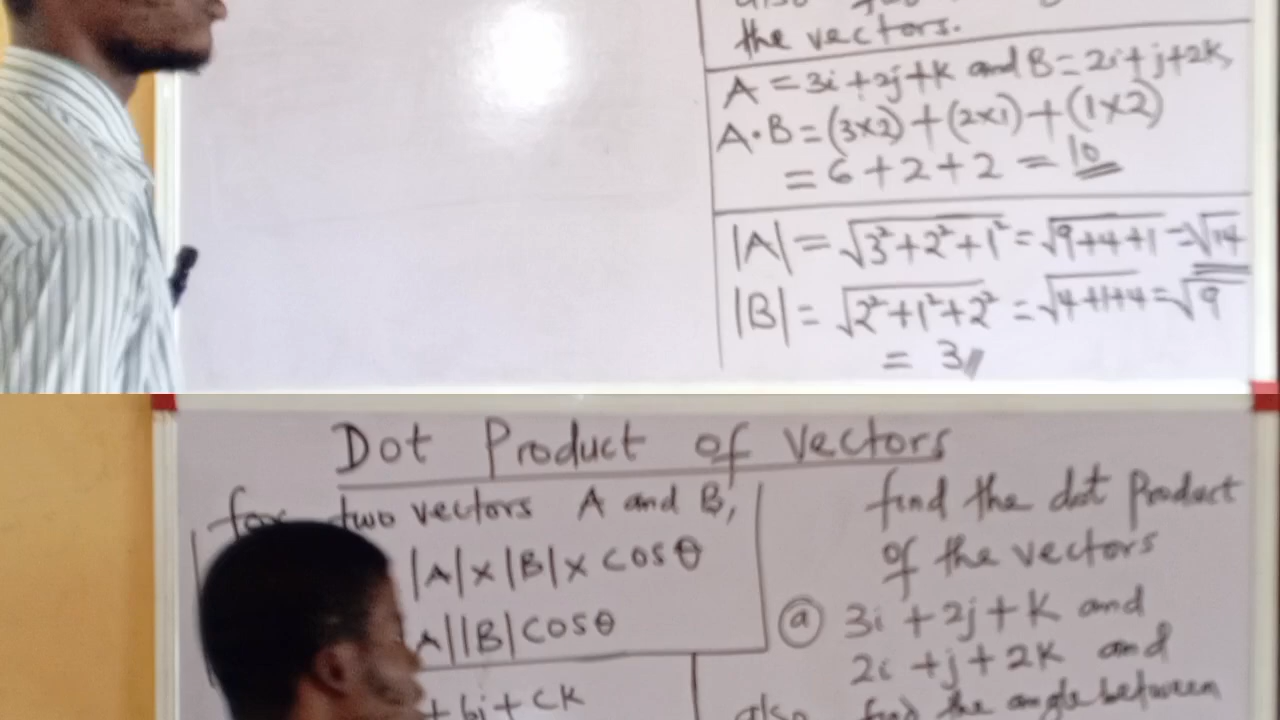 the vectors.
A = 3i + 2j + k and B = 2i + j + 2k,
A • B = (3×2) + (2×1) + (1×2)
= 6 + 2 + 2 = 10
|A| = √3² + 2² + 1² = √9+4+1 = √14
|B| = √2² + 1² + 2² = √4+1+4 = √9
= 3
Dot Product of Vectors
for two vectors A and B,
|A| × |B| × cos θ
A||B| cos θ
+ bj + ck
find the dot product
of the vectors
(a) 3i + 2j + k and
2i + j + 2k and
also find the angle between